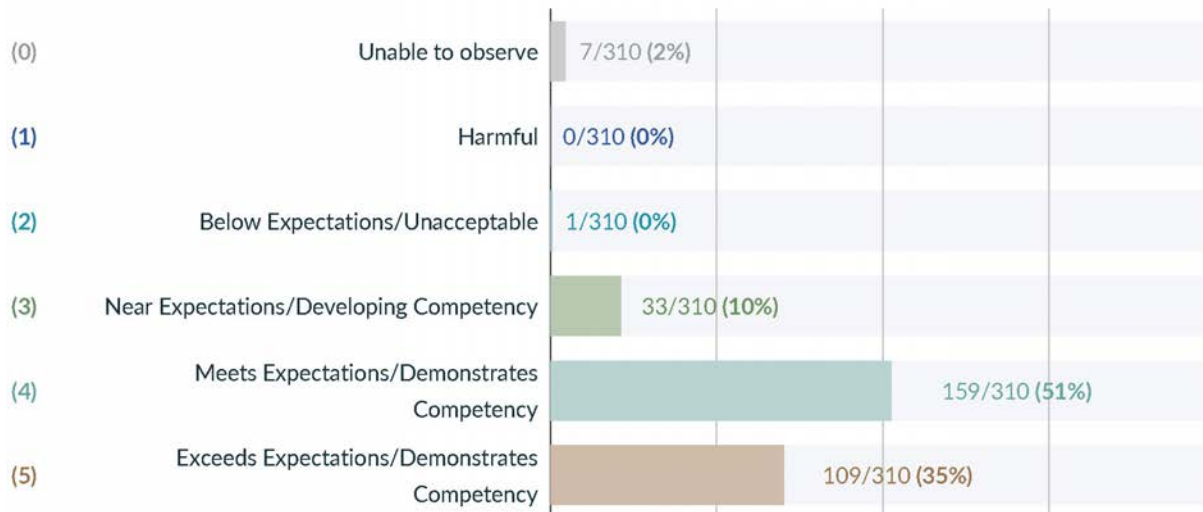 (0) Unable to observe 7/310 (2%)
(1) Harmful 0/310 (0%)
(2) Below Expectations/Unacceptable 1/310 (0%)
(3) Near Expectations/Developing Competency 33/310 (10%)
(4) Meets Expectations/Demonstrates
Competency 159/310 (51%)
(5) Exceeds Expectations/Demonstrates
Competency 109/310 (35%)